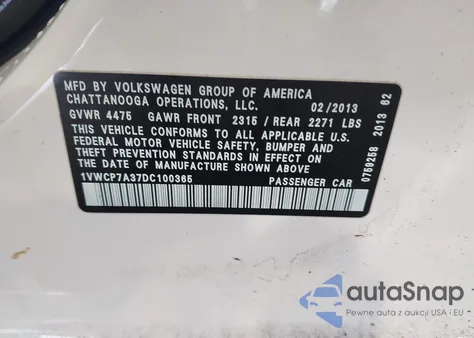 MFD BY VOLKSWAGEN GROUP OF AMERICA
CHATTANOOGA OPERATIONS, LLC. 02/2013
GVWR 4475 GAWR FRONT 2315 / REAR 2271 LBS
THIS VEHICLE CONFORMS TO ALL APPLICABLE U.S.
FEDERAL MOTOR VEHICLE SAFETY, BUMPER AND
THEFT PREVENTION STANDARDS IN EFFECT ON
THE DATE OF MANUFACTURE SHOWN ABOVE
1VWCP7A37DC100365 PASSENGER CAR
0759258 2013 62
autoSnap
Pewne auta z aukcji USA i EU